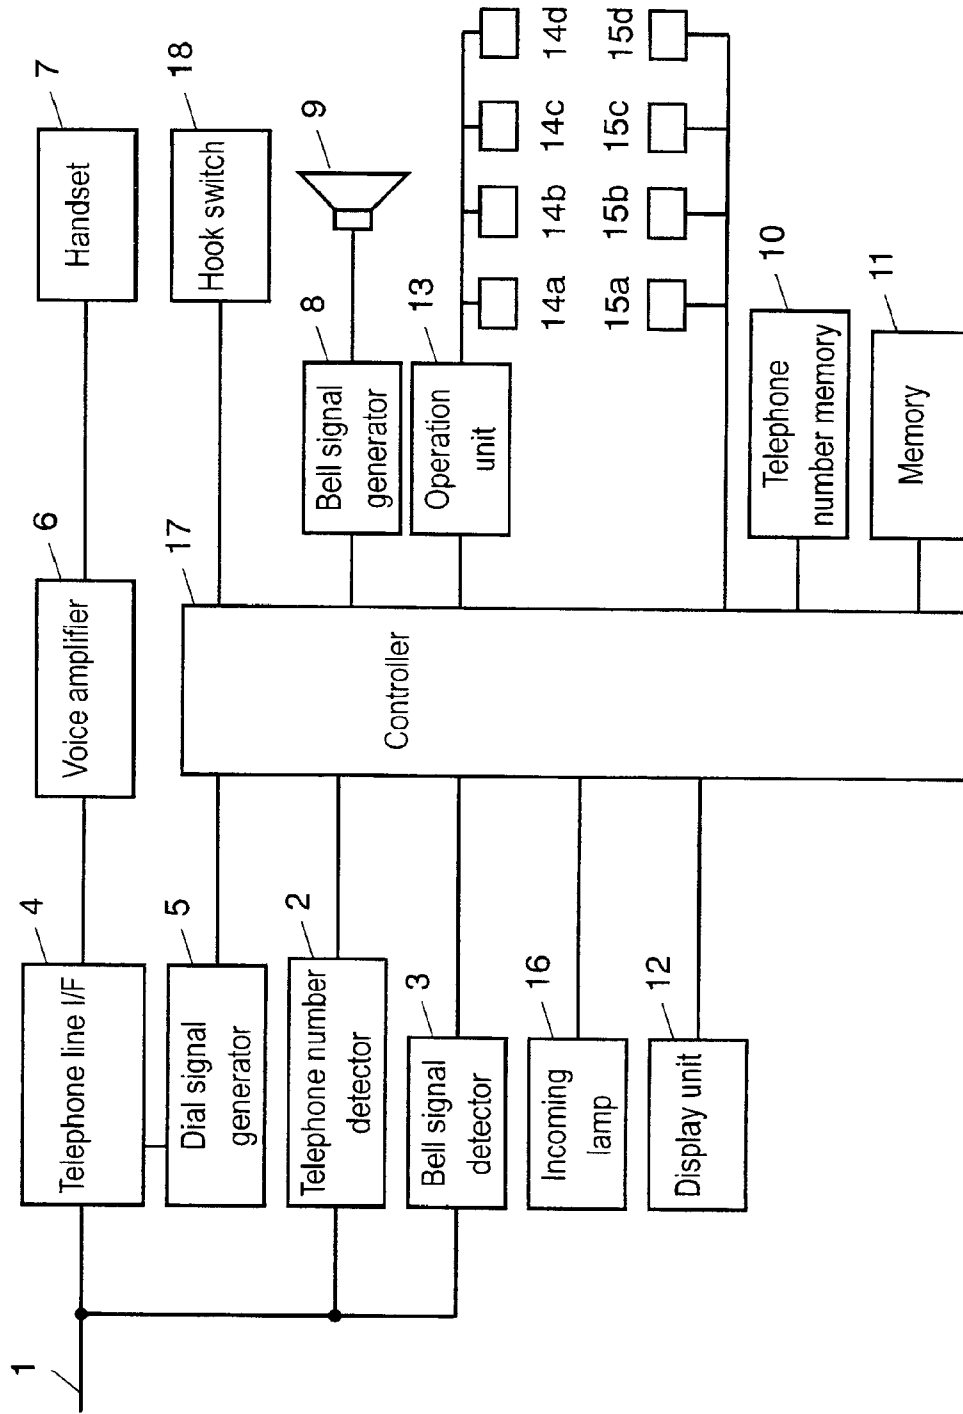 1
4
Telephone line I/F
6
Voice amplifier
7
Handset
5
Dial signal
generator
17
Controller
18
Hook switch
2
Telephone number
detector
8
Bell signal
generator
9
3
Bell signal
detector
13
Operation
unit
14a
14b
14c
14d
16
Incoming
lamp
15a
15b
15c
15d
12
Display unit
10
Telephone
number memory
11
Memory